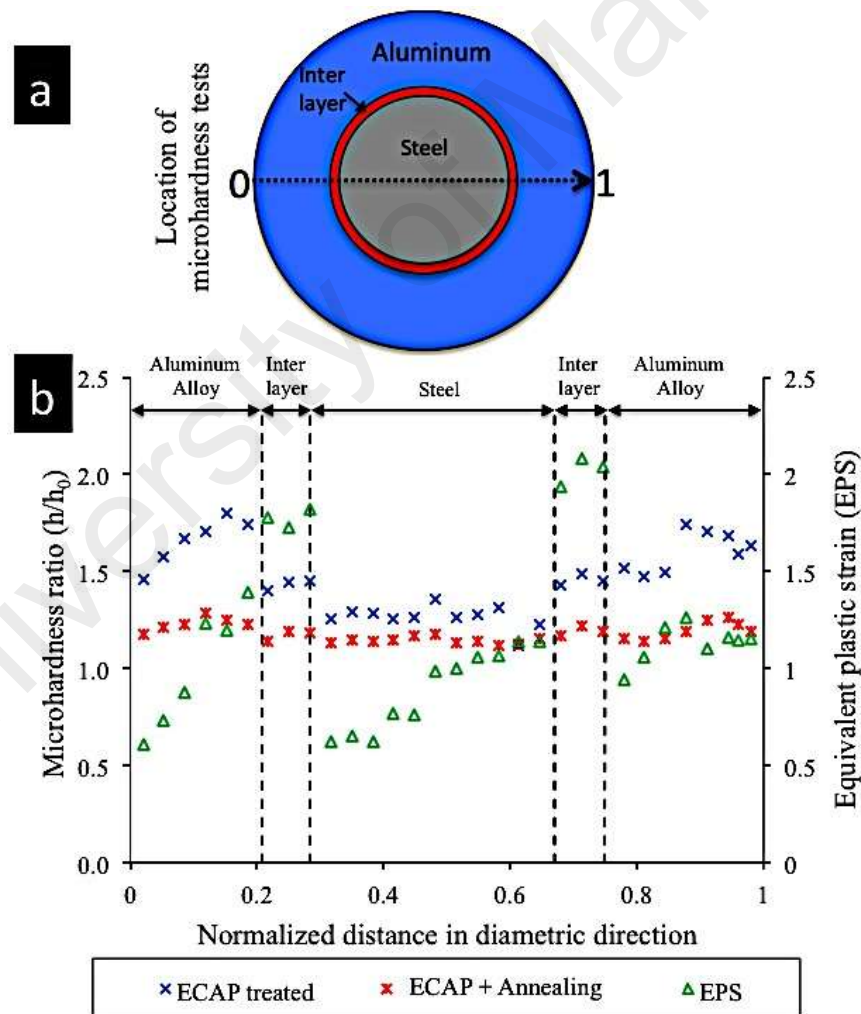 a
Location of
microhardness tests
Aluminum
Inter
layer
Steel
0
1
University of Ma
b
Aluminum
Alloy
Inter
layer
Steel
Inter
layer
Aluminum
Alloy
Microhardness ratio (h/h0)
2.5
2.0
1.5
1.0
0.5
0.0
2.5
2
1.5
1
0.5
0
Equivalent plastic strain (EPS)
0
0.2
0.4
0.6
0.8
1
Normalized distance in diametric direction
ECAP treated
ECAP + Annealing
EPS